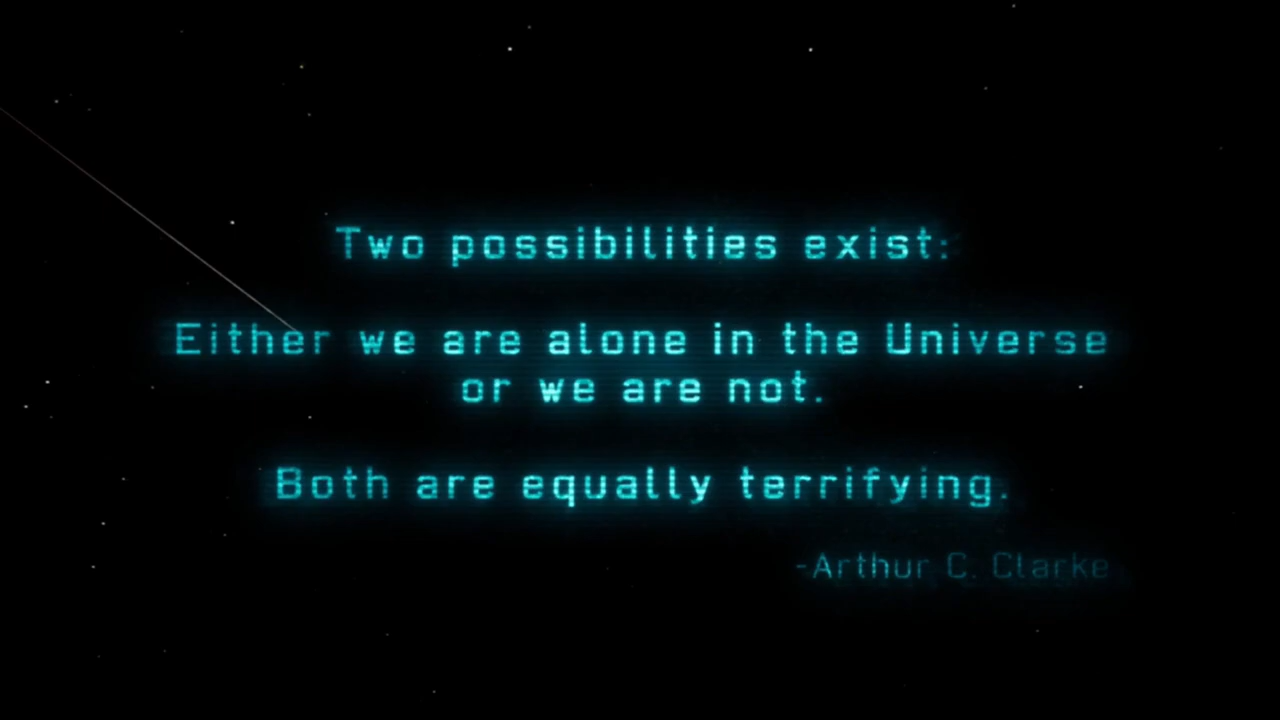 Two possibilities exist:
Either we are alone in the Universe
or we are not.
Both are equally terrifying.
-Arthur C. Clarke